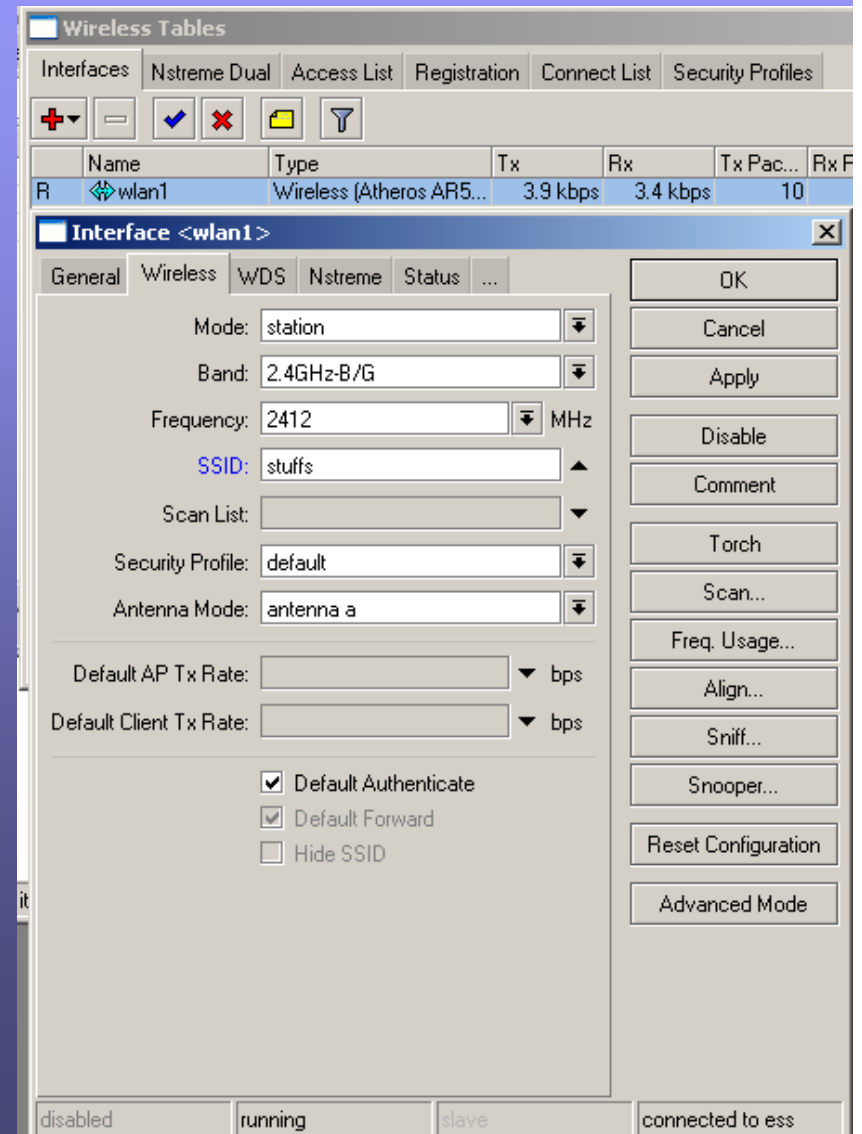 Wireless Tables
Interfaces Nstreme Dual Access List Registration Connect List Security Profiles
Name Type Tx Rx Tx Pac... Rx P
R wlan1 Wireless (Atheros AR5... 3.9 kbps 3.4 kbps 10
Interface <wlan1>
General Wireless WDS Nstreme Status ...
OK
Mode: station
Cancel
Band: 2.4GHz-B/G
Apply
Frequency: 2412 MHz
Disable
SSID: stuffs
Comment
Scan List:
Torch
Security Profile: default
Scan...
Antenna Mode: antenna a
Freq. Usage...
Default AP Tx Rate: bps
Align...
Default Client Tx Rate: bps
Sniff...
Default Authenticate
Snooper...
Default Forward
Hide SSID
Reset Configuration
Advanced Mode
it
disabled running slave connected to ess